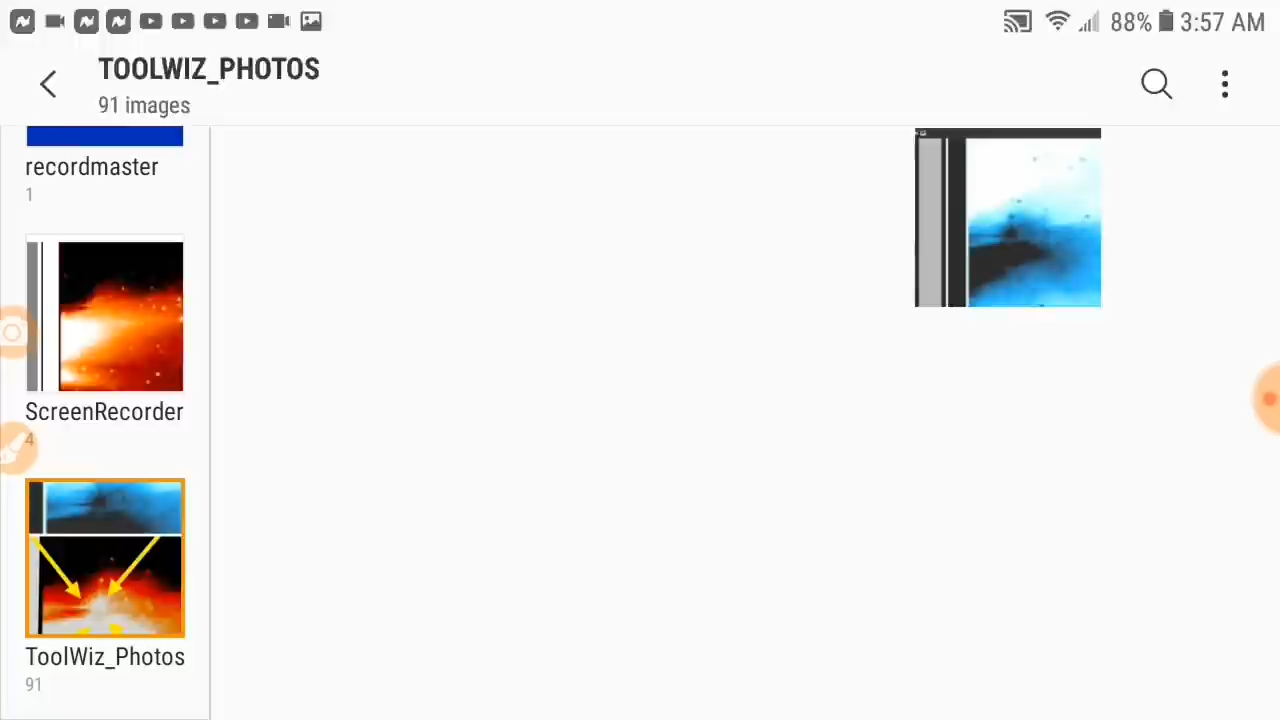 88% 3:57 AM
TOOLWIZ_PHOTOS
91 images
recordmaster
1
ScreenRecorder
4
ToolWiz_Photos
91